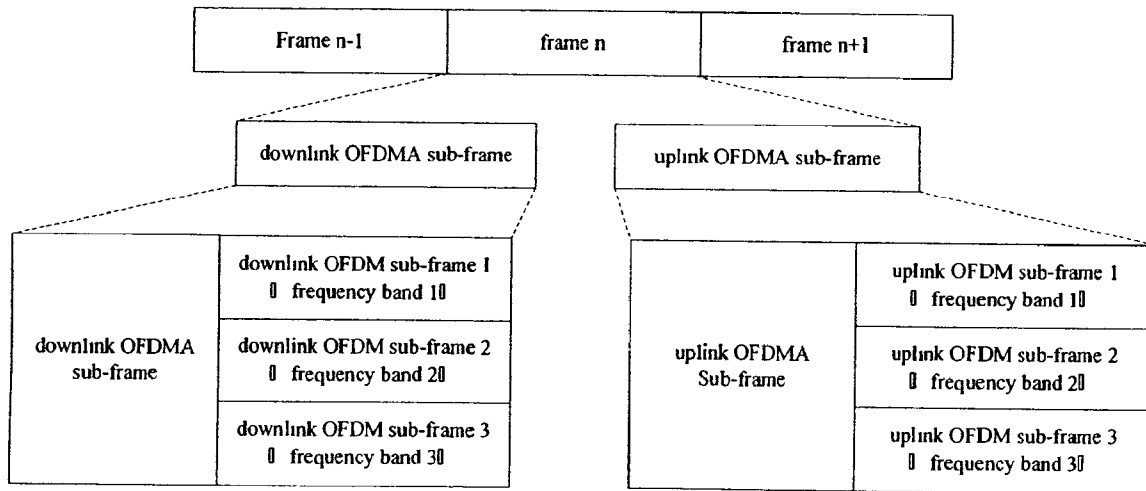 Frame n-1
frame n
frame n+1
downlink OFDMA sub-frame
uplink OFDMA sub-frame
downlink OFDMA
sub-frame
downlink OFDM sub-frame 1
▯ frequency band 1▯
downlink OFDM sub-frame 2
▯ frequency band 2▯
downlink OFDM sub-frame 3
▯ frequency band 3▯
uplink OFDMA
Sub-frame
uplink OFDM sub-frame 1
▯ frequency band 1▯
uplink OFDM sub-frame 2
▯ frequency band 2▯
uplink OFDM sub-frame 3
▯ frequency band 3▯